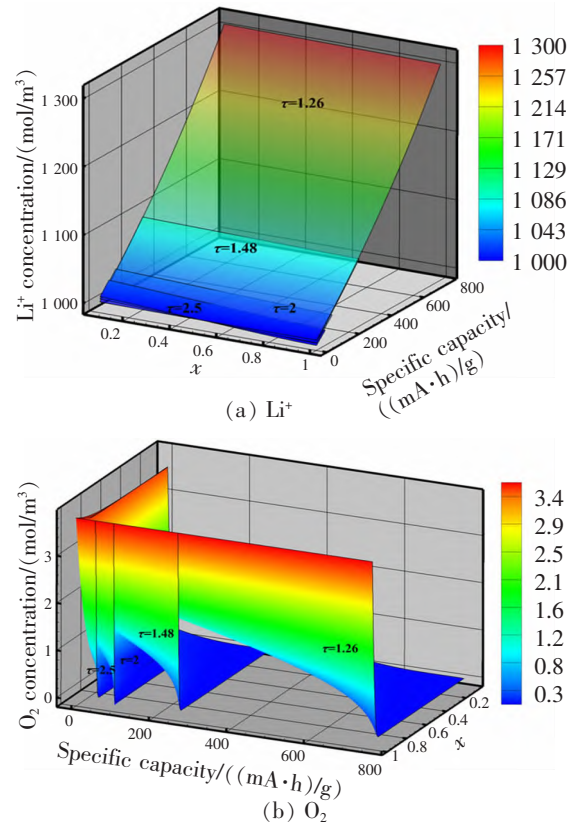 1 300
1 200
1 100
1 000
Li⁺ concentration/(mol/m³)
τ=1.26
τ=1.48
τ=2.5
τ=2
0.2
0.4
0.6
0.8
1
x
0
200
400
600
800
Specific capacity/
((mA·h)/g)
1 300
1 257
1 214
1 171
1 129
1 086
1 043
1 000
(a) Li⁺
3
2
1
0
O₂ concentration/(mol/m³)
τ=2.5
τ=2
τ=1.48
τ=1.26
0
200
400
600
800
Specific capacity/((mA·h)/g)
1
0.8
0.6
0.4
0.2
x
3.4
2.9
2.5
2.1
1.7
1.2
0.8
0.3
(b) O₂